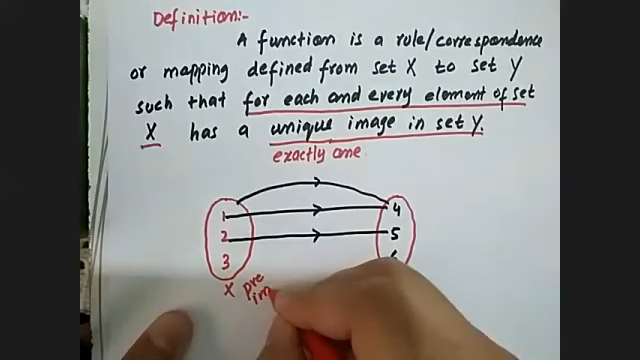 Definition:-
A function is a rule/correspondence
or mapping defined from set X to set Y
such that for each and every element of set
X has a unique image in set Y.
exactly one.
1 4
2 5
3
X pre
im